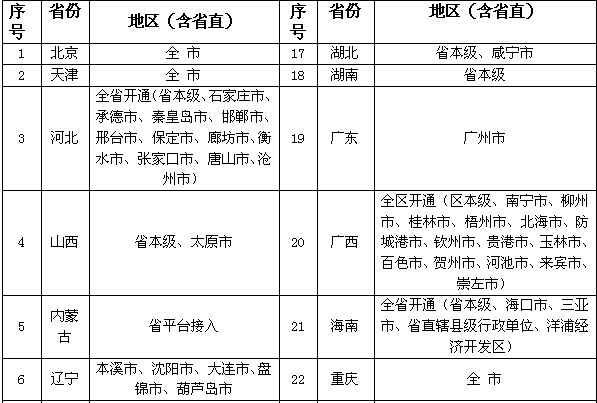 序号 省份 地区（含省直） 序号 省份 地区（含省直）
1 北京 全 市 17 湖北 省本级、咸宁市
2 天津 全 市 18 湖南 省本级
3 河北 全省开通（省本级、石家庄市、
承德市、秦皇岛市、邯郸市、
邢台市、保定市、廊坊市、衡
水市、张家口市、唐山市、沧
州市） 19 广东 广州市
4 山西 省本级、太原市 20 广西 全区开通（区本级、南宁市、柳州
市、桂林市、梧州市、北海市、防
城港市、钦州市、贵港市、玉林市、
百色市、贺州市、河池市、来宾市、
崇左市）
5 内蒙古 省平台接入 21 海南 全省开通（省本级、海口市、三亚
市、省直辖县级行政单位、洋浦经
济开发区）
6 辽宁 本溪市、沈阳市、大连市、盘
锦市、葫芦岛市 22 重庆 全 市